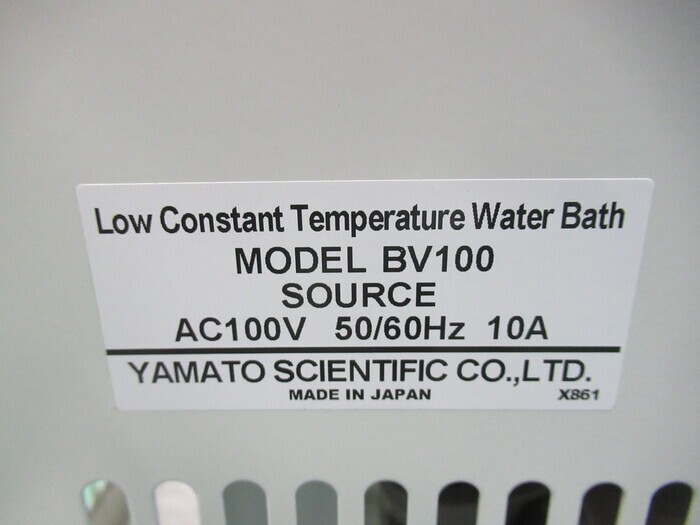 Low Constant Temperature Water Bath
MODEL BV100
SOURCE
AC100V 50/60Hz 10A
YAMATO SCIENTIFIC CO.,LTD.
MADE IN JAPAN X861